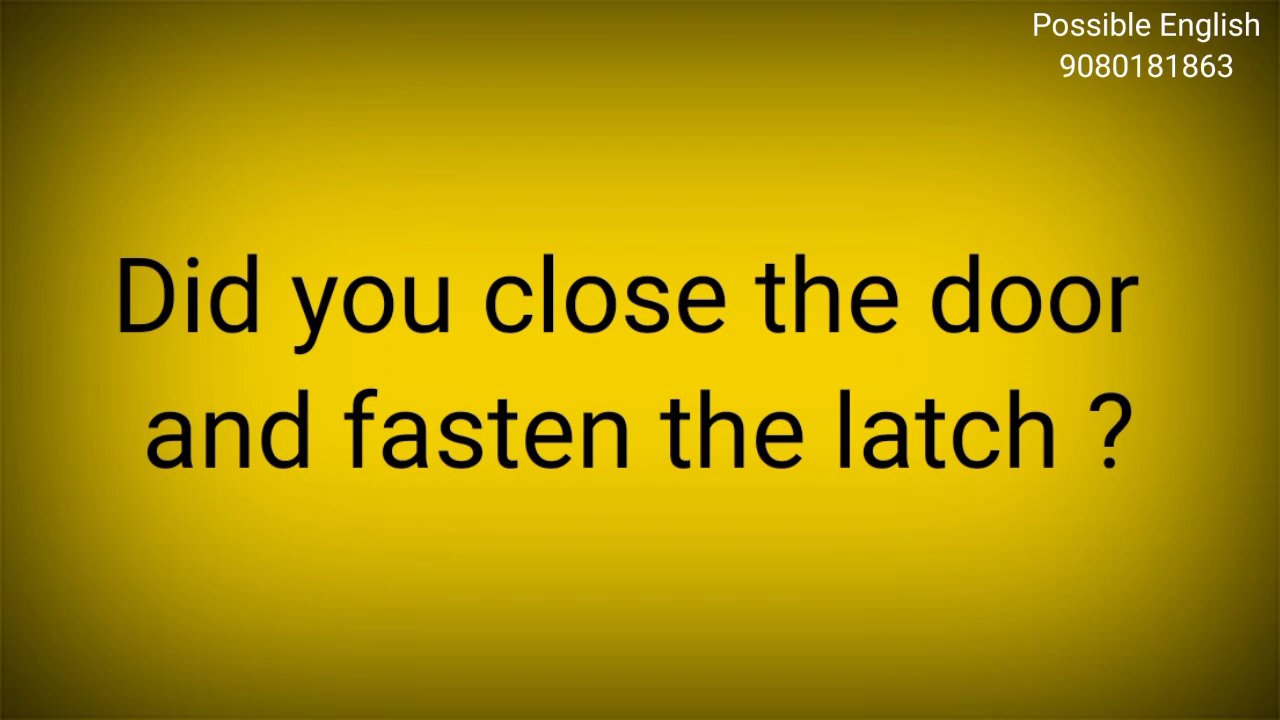 Possible English
9080181863
Did you close the door
and fasten the latch ?